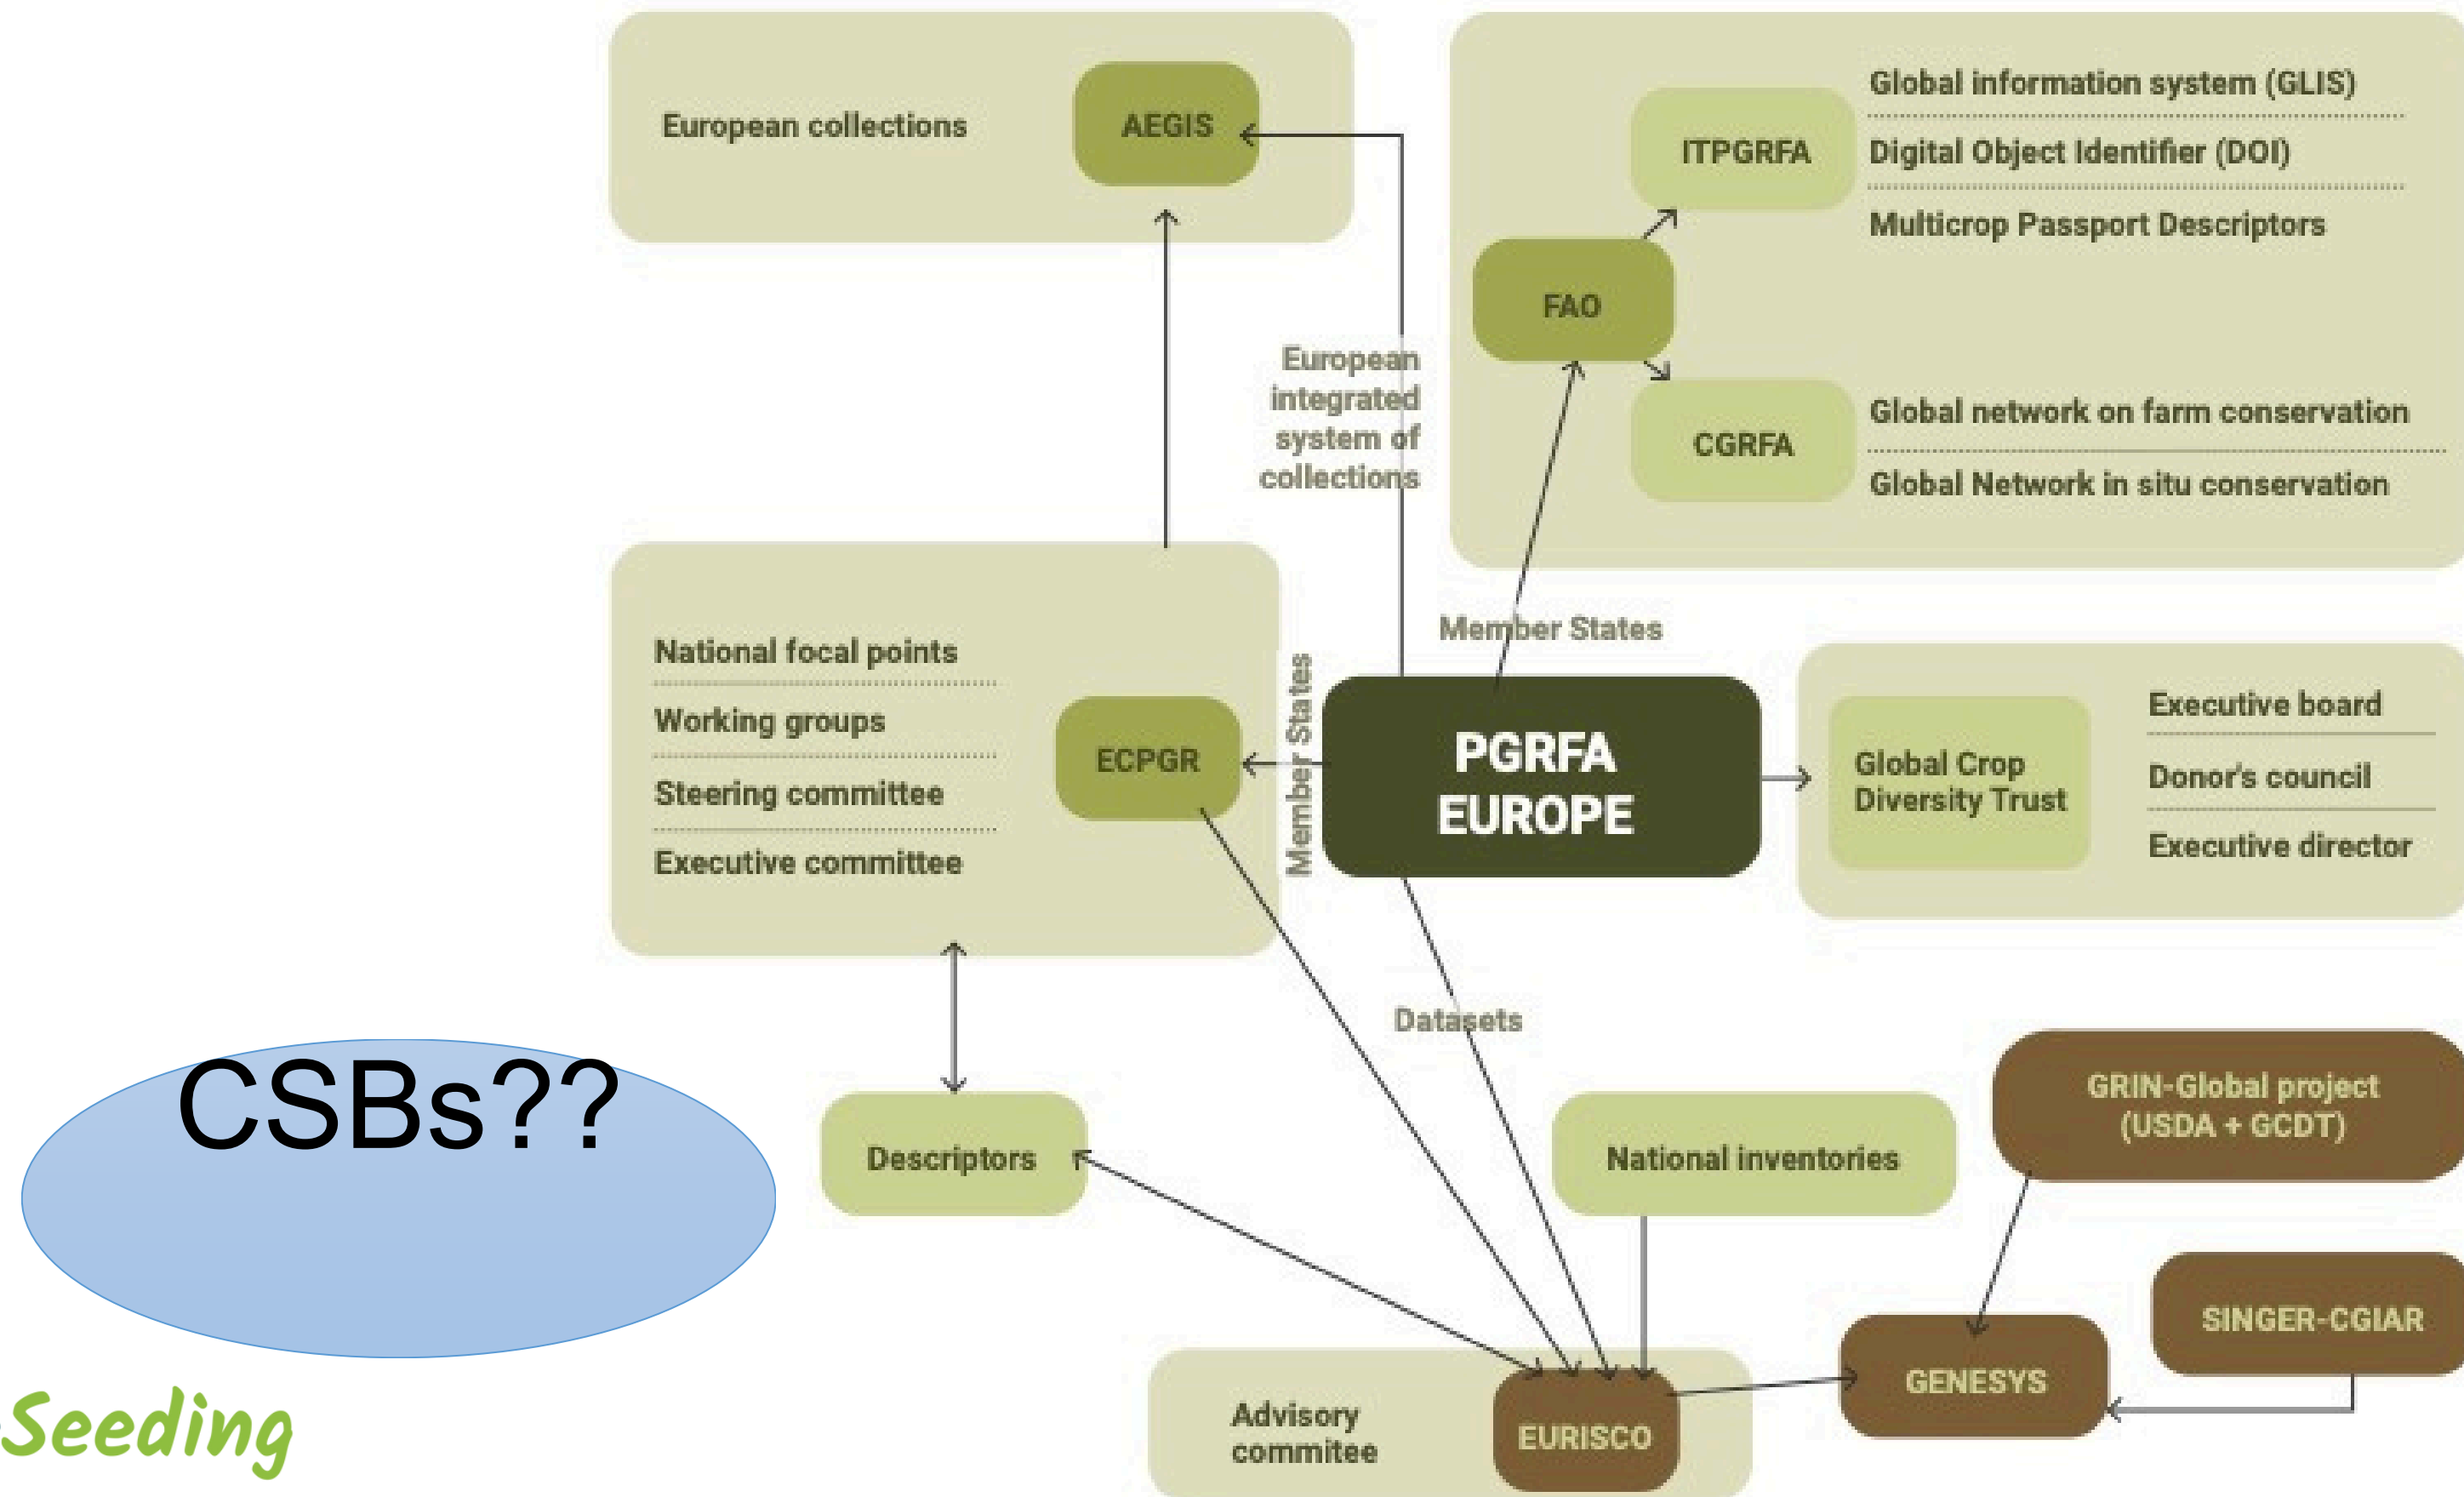 European collections
AEGIS
ITPGRFA
Global information system (GLIS)
Digital Object Identifier (DOI)
Multicrop Passport Descriptors
FAO
CGRFA
Global network on farm conservation
Global Network in situ conservation
European
integrated
system of
collections
Member States
National focal points
Working groups
Steering committee
Executive committee
ECPGR
Member States
PGRFA
EUROPE
Global Crop
Diversity Trust
Executive board
Donor's council
Executive director
Datasets
CSBs??
Descriptors
National inventories
GRIN-Global project
(USDA + GCDT)
SINGER-CGIAR
GENESYS
Advisory
commitee
EURISCO
Seeding